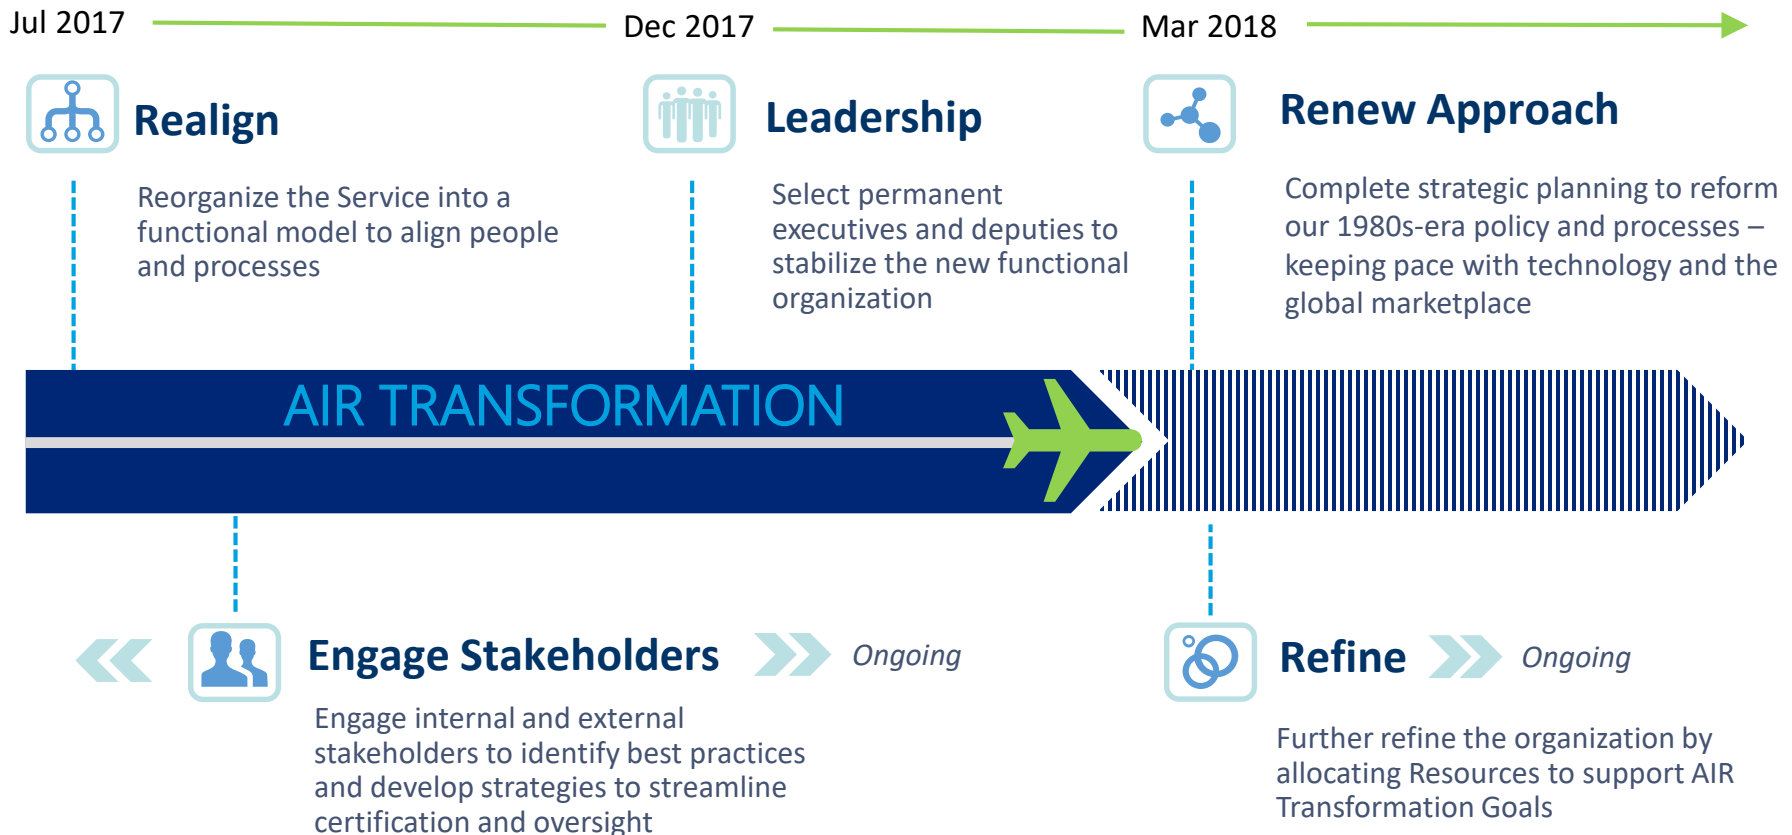 Jul 2017
Dec 2017
Mar 2018
Realign
Reorganize the Service into a
functional model to align people
and processes
Leadership
Select permanent
executives and deputies to
stabilize the new functional
organization
Renew Approach
Complete strategic planning to reform
our 1980s-era policy and processes –
keeping pace with technology and the
global marketplace
AIR TRANSFORMATION
Engage Stakeholders
Ongoing
Engage internal and external
stakeholders to identify best practices
and develop strategies to streamline
certification and oversight
Refine
Ongoing
Further refine the organization by
allocating Resources to support AIR
Transformation Goals